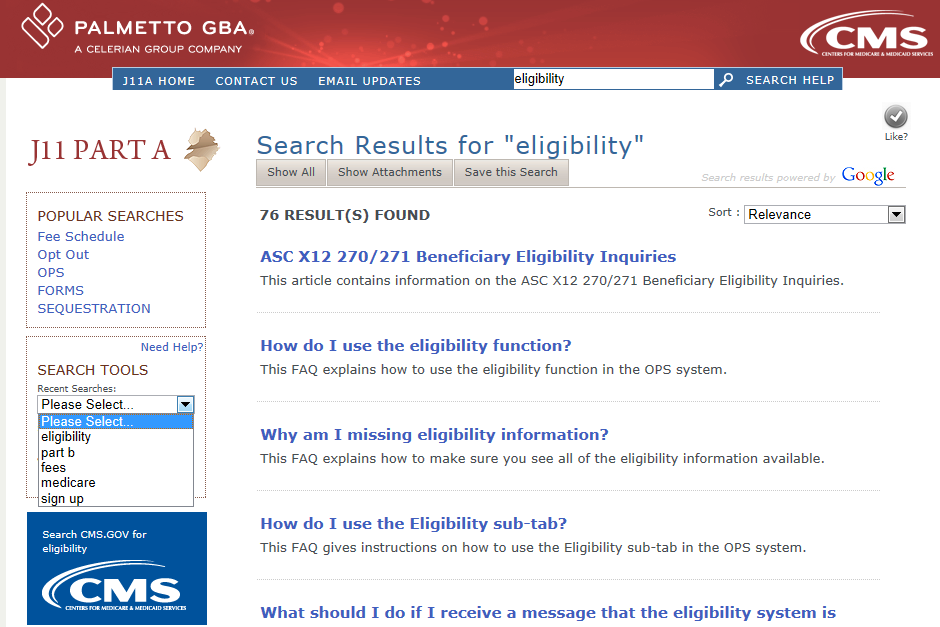 PALMETTO GBA®
A CELERIAN GROUP COMPANY
CMS
CENTERS FOR MEDICARE & MEDICAID SERVICES
J11A HOME CONTACT US EMAIL UPDATES eligibility SEARCH HELP
Like?
J11 PART A
Search Results for "eligibility"
Show All Show Attachments Save this Search
Search results powered by Google
76 RESULT(S) FOUND
Sort : Relevance
POPULAR SEARCHES
Fee Schedule
Opt Out
OPS
FORMS
SEQUESTRATION
Need Help?
SEARCH TOOLS
Recent Searches:
Please Select...
Please Select...
eligibility
part b
fees
medicare
sign up
Search CMS.GOV for
eligibility
CMS
CENTERS FOR MEDICARE & MEDICAID SERVICES
ASC X12 270/271 Beneficiary Eligibility Inquiries
This article contains information on the ASC X12 270/271 Beneficiary Eligibility Inquiries.
How do I use the eligibility function?
This FAQ explains how to use the eligibility function in the OPS system.
Why am I missing eligibility information?
This FAQ explains how to make sure you see all of the eligibility information available.
How do I use the Eligibility sub-tab?
This FAQ gives instructions on how to use the Eligibility sub-tab in the OPS system.
What should I do if I receive a message that the eligibility system is